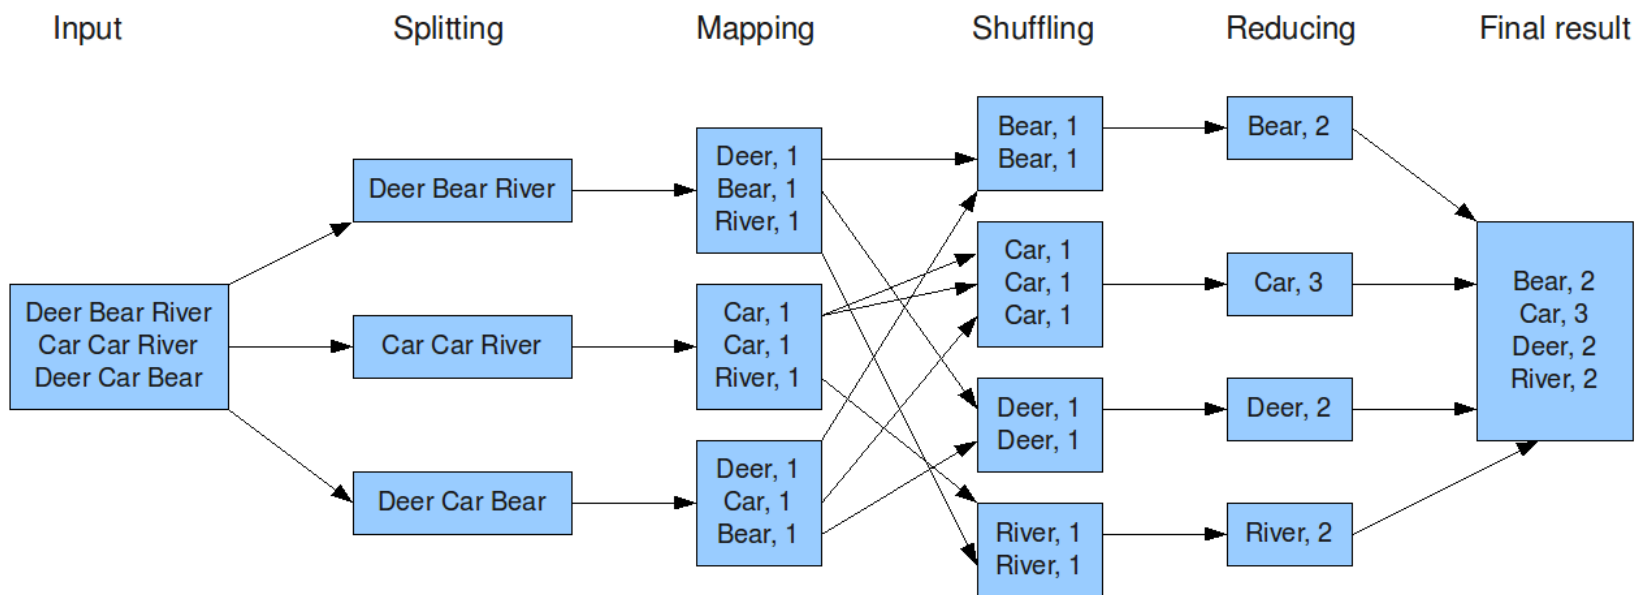 Input
Splitting
Mapping
Shuffling
Reducing
Final result
Deer Bear River
Car Car River
Deer Car Bear
Deer Bear River
Car Car River
Deer Car Bear
Deer, 1
Bear, 1
River, 1
Car, 1
Car, 1
River, 1
Deer, 1
Car, 1
Bear, 1
Bear, 1
Bear, 1
Car, 1
Car, 1
Car, 1
Deer, 1
Deer, 1
River, 1
River, 1
Bear, 2
Car, 3
Deer, 2
River, 2
Bear, 2
Car, 3
Deer, 2
River, 2